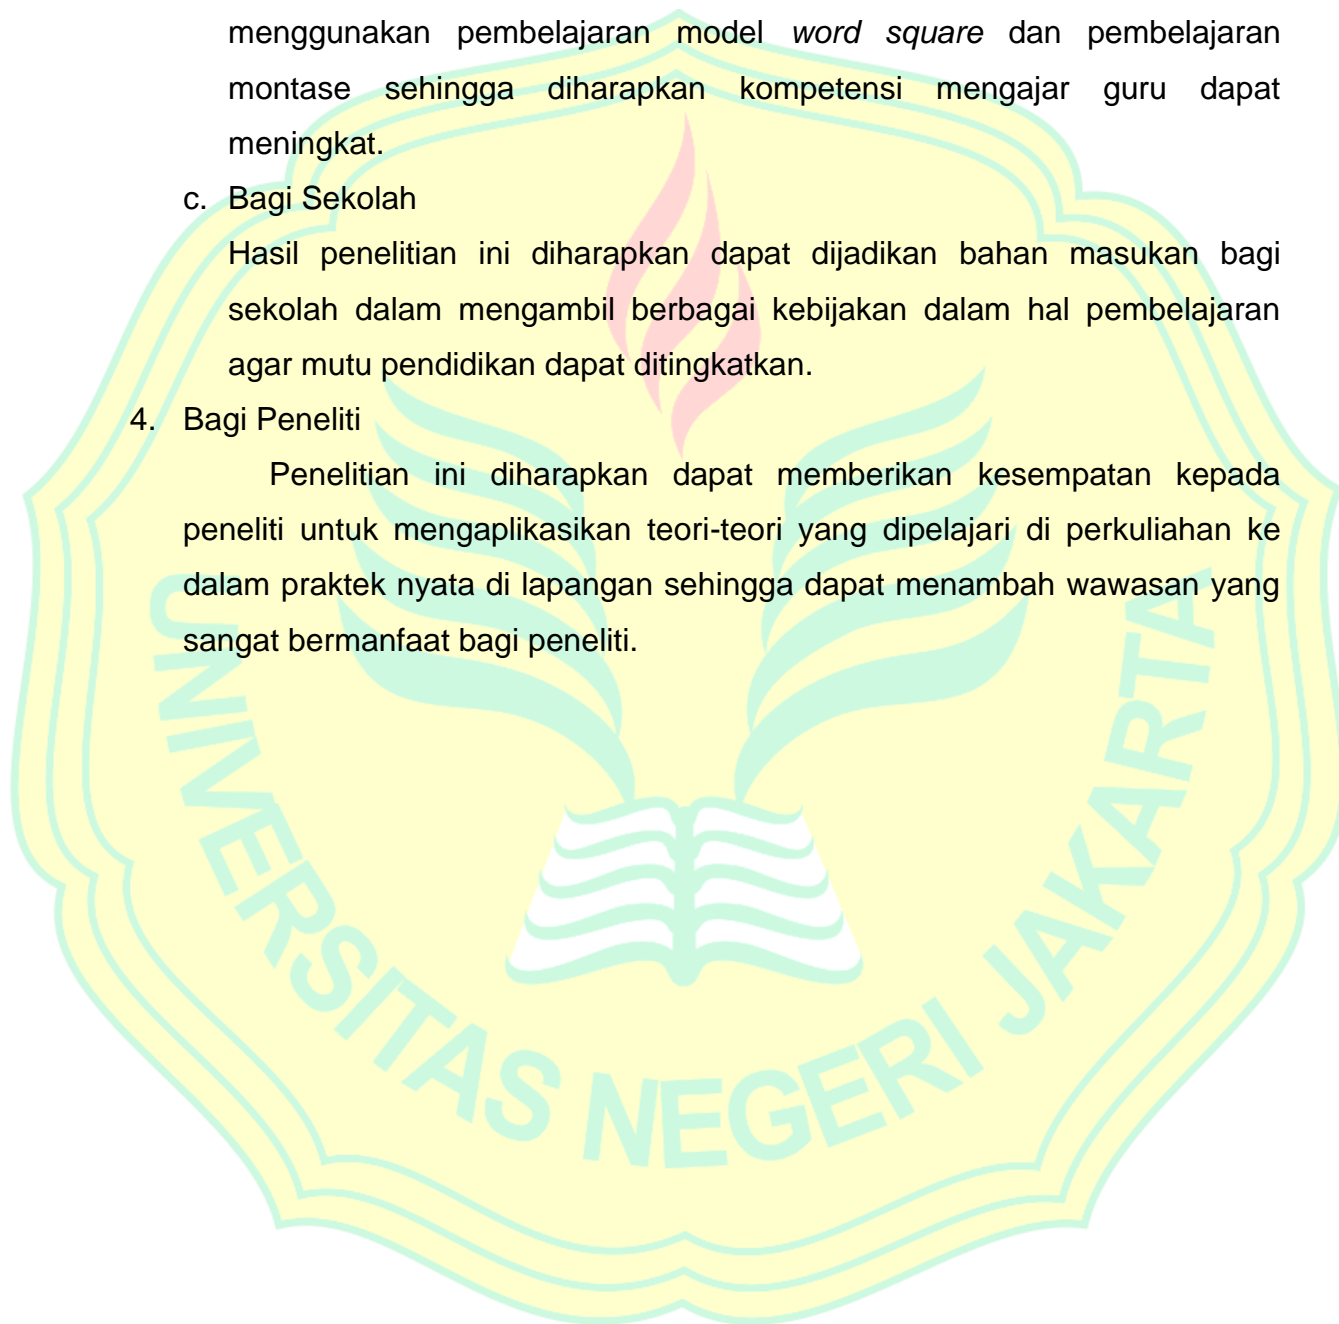 menggunakan pembelajaran model word square dan pembelajaran
montase sehingga diharapkan kompetensi mengajar guru dapat
meningkat.
c. Bagi Sekolah
Hasil penelitian ini diharapkan dapat dijadikan bahan masukan bagi
sekolah dalam mengambil berbagai kebijakan dalam hal pembelajaran
agar mutu pendidikan dapat ditingkatkan.
4. Bagi Peneliti
Penelitian ini diharapkan dapat memberikan kesempatan kepada
peneliti untuk mengaplikasikan teori-teori yang dipelajari di perkuliahan ke
dalam praktek nyata di lapangan sehingga dapat menambah wawasan yang
sangat bermanfaat bagi peneliti.
UNIVERSITAS NEGERI JAKARTA